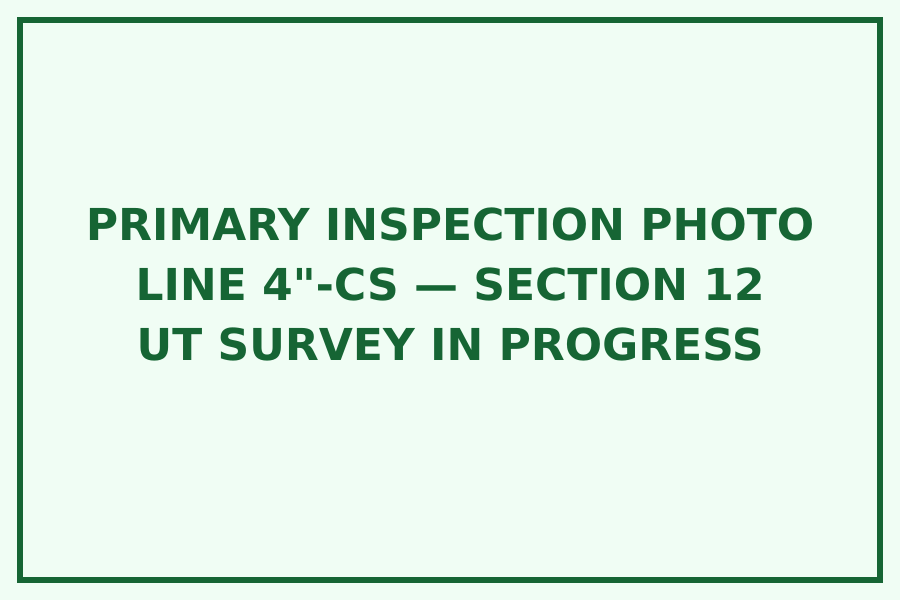 PRIMARY INSPECTION PHOTO
LINE 4"-CS — SECTION 12
UT SURVEY IN PROGRESS